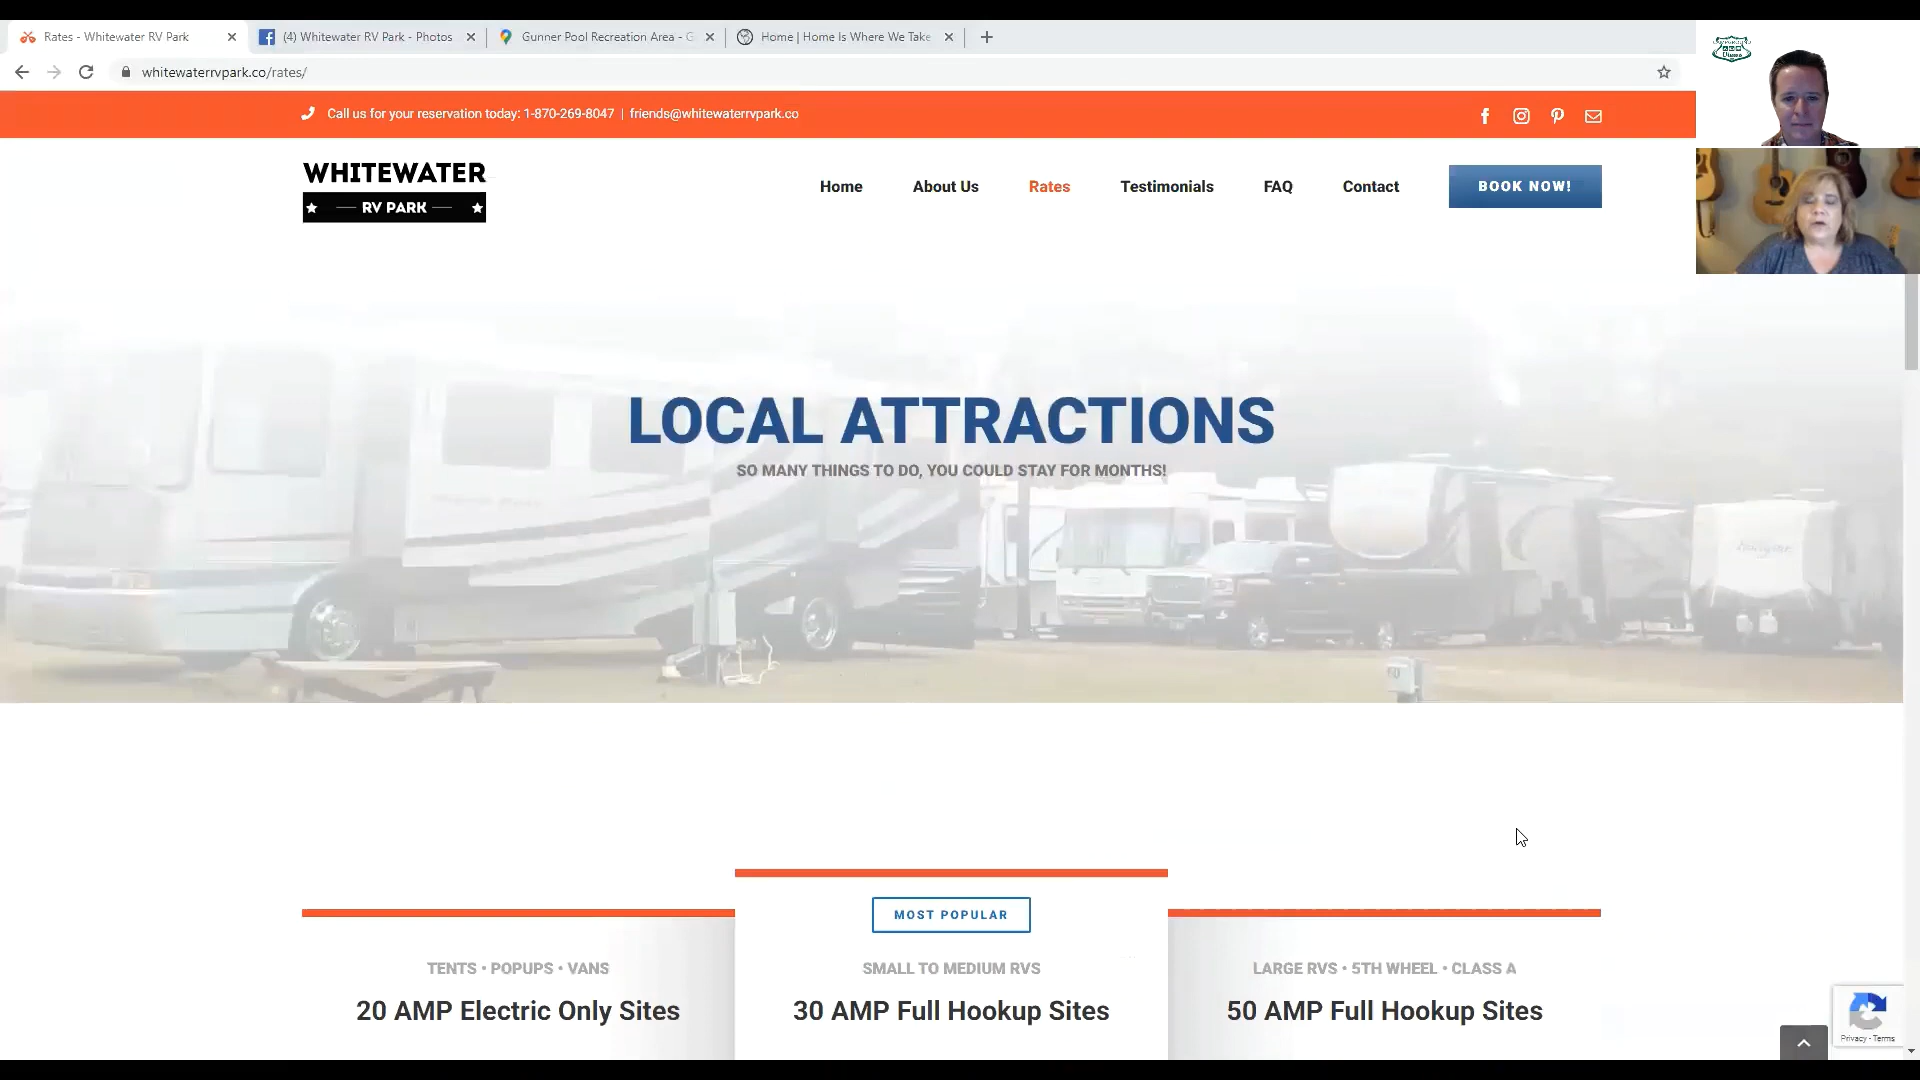 Rates - Whitewater RV Park
(4) Whitewater RV Park - Photos
Gunner Pool Recreation Area - G
Home | Home Is Where We Take
whitewaterrvpark.co/rates/
Call us for your reservation today: 1-870-269-8047 | friends@whitewaterrvpark.co
WHITEWATER
RV PARK
Home
About Us
Rates
Testimonials
FAQ
Contact
BOOK NOW!
LOCAL ATTRACTIONS
SO MANY THINGS TO DO, YOU COULD STAY FOR MONTHS!
MOST POPULAR
TENTS • POPUPS • VANS
SMALL TO MEDIUM RVS
LARGE RVS • 5TH WHEEL • CLASS A
20 AMP Electric Only Sites
30 AMP Full Hookup Sites
50 AMP Full Hookup Sites
Privacy - Terms